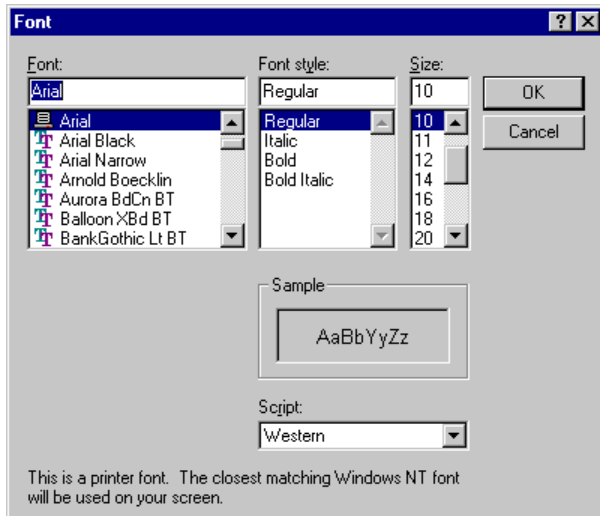 Font
Font:
Font style:
Size:
Arial
Regular
10
OK
Cancel
Arial
Arial Black
Arial Narrow
Arnold Boecklin
Aurora BdCn BT
Balloon XBd BT
BankGothic Lt BT
Regular
Italic
Bold
Bold Italic
10
11
12
14
16
18
20
Sample
AaBbYyZz
Script:
Western
This is a printer font.  The closest matching Windows NT font
will be used on your screen.